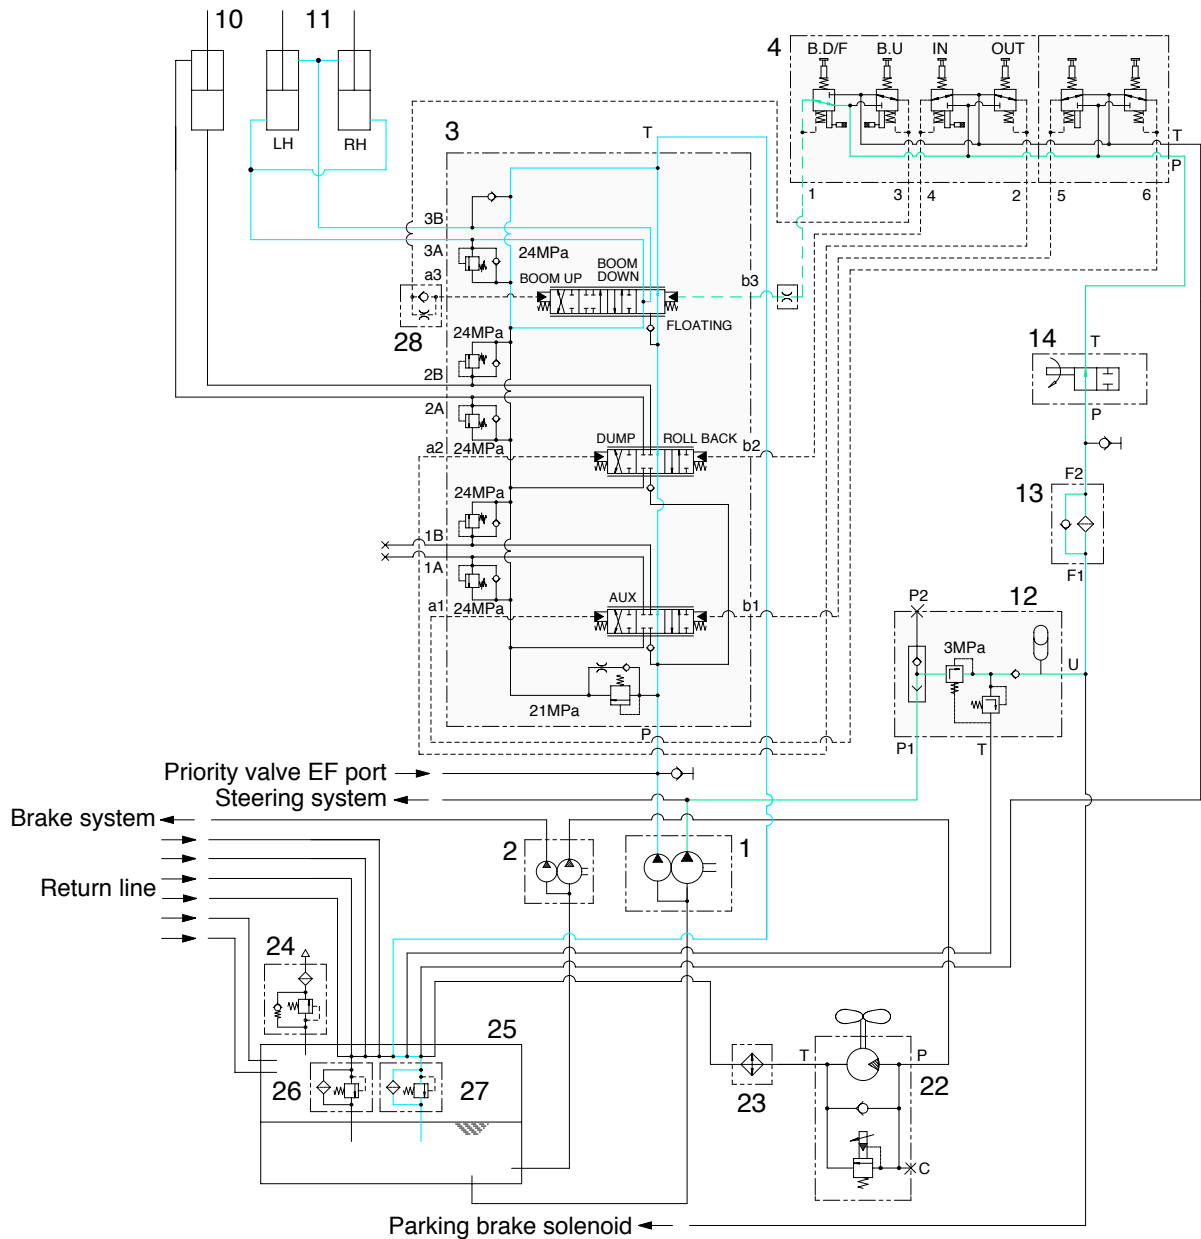 10
11
4
B.D/F
B.U
IN
OUT
LH
RH
3
T
T
P
1
3
4
2
5
6
3B
3A
24MPa
a3
BOOM UP
BOOM
DOWN
b3
FLOATING
28
24MPa
14
T
2B
2A
P
a2
24MPa
DUMP
ROLL BACK
b2
F2
13
24MPa
1B
1A
F1
a1
24MPa
AUX
b1
P2
12
3MPa
U
21MPa
P
P1
T
Priority valve EF port
Steering system
Brake system
2
1
Return line
24
25
T
P
26
27
23
22
C
Parking brake solenoid